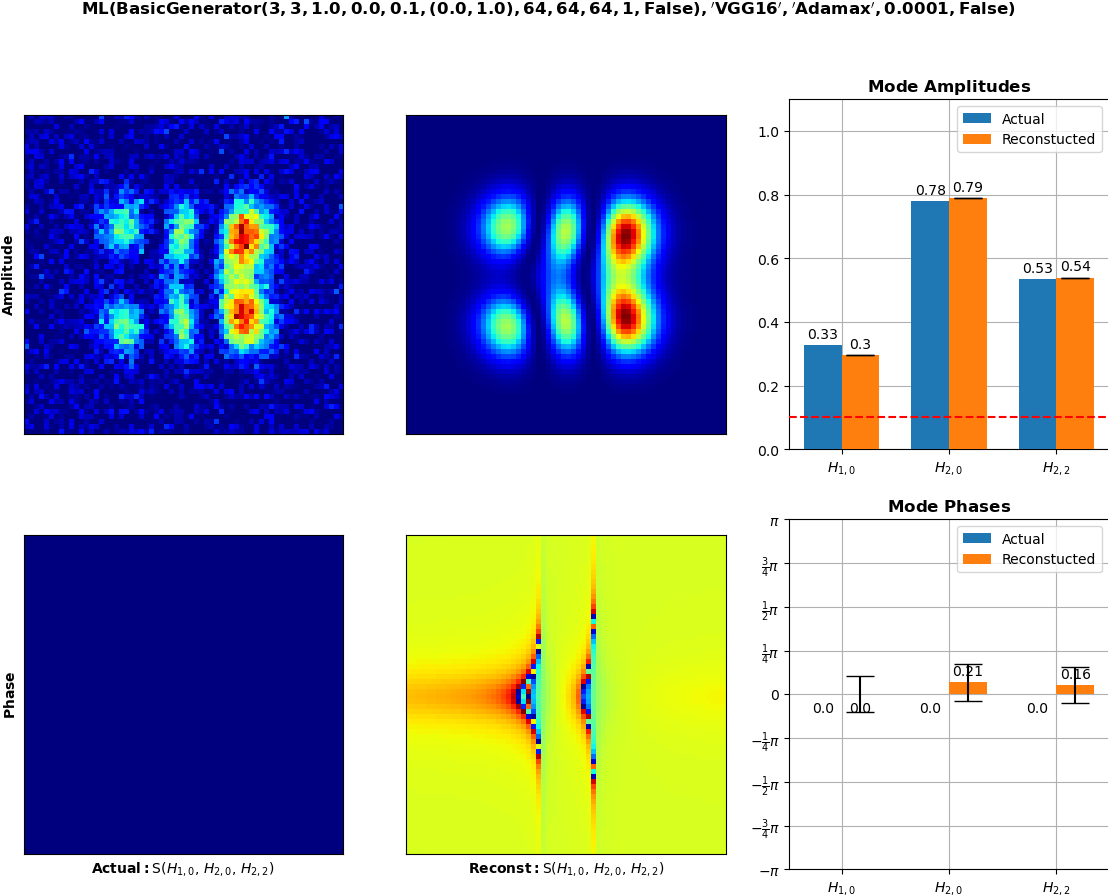 ML(BasicGenerator(3, 3, 1.0, 0.0, 0.1, (0.0, 1.0), 64, 64, 64, 1, False), ′VGG16′, ′Adamax′, 0.0001, False)
Amplitude
Mode Amplitudes
Actual
Reconstucted
1.0
0.8
0.6
0.4
0.2
0.0
0.33
0.3
0.78
0.79
0.53
0.54
H1,0
H2,0
H2,2
Phase
Actual: S(H1,0, H2,0, H2,2)
Reconst: S(H1,0, H2,0, H2,2)
Mode Phases
Actual
Reconstucted
π
3/4π
1/2π
1/4π
0
−1/4π
−1/2π
−3/4π
−π
0.0
0.0
0.0
0.21
0.0
0.16
H1,0
H2,0
H2,2